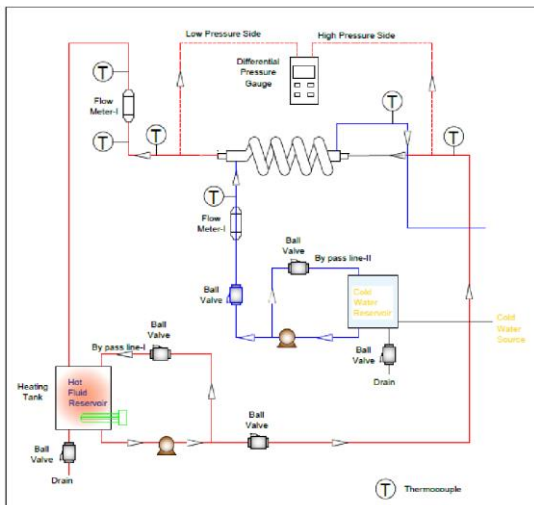 Low Pressure Side
High Pressure Side
Differential
Pressure
Gauge
T
T
Flow
Meter-I
T
T
T
T
T
Flow
Meter-I
Ball
Valve
By pass line-II
Ball
Valve
Cold
Water
Reservoir
Cold
Water
Source
Ball
Valve
Drain
Ball
Valve
By pass line-I
Heating
Tank
Hot
Fluid
Reservoir
Ball
Valve
Ball
Valve
Drain
T
Thermocouple